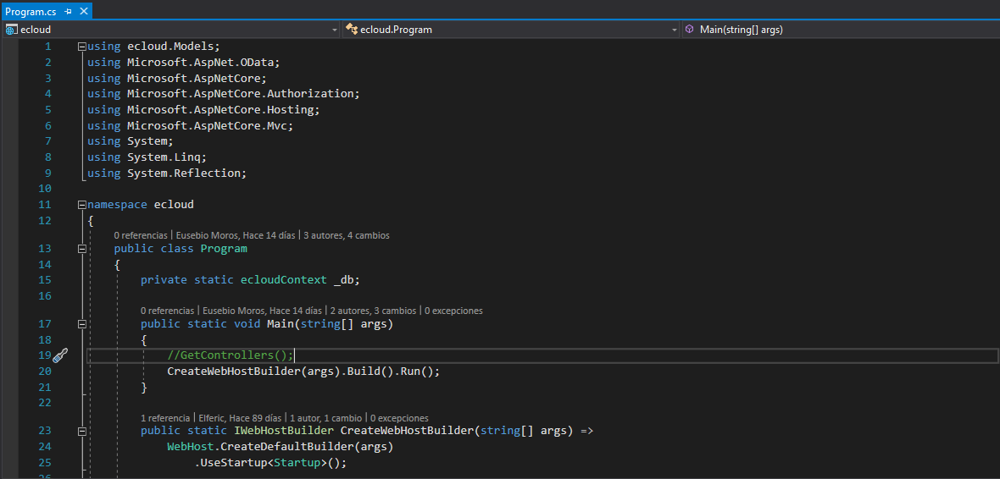 Program.cs
ecloud ecloud.Program Main(string[] args)
1 using ecloud.Models;
2 using Microsoft.AspNet.OData;
3 using Microsoft.AspNetCore;
4 using Microsoft.AspNetCore.Authorization;
5 using Microsoft.AspNetCore.Hosting;
6 using Microsoft.AspNetCore.Mvc;
7 using System;
8 using System.Linq;
9 using System.Reflection;
10
11 namespace ecloud
12 {
0 referencias | Eusebio Moros, Hace 14 días | 3 autores, 4 cambios
13 public class Program
14 {
15 private static ecloudContext _db;
16
0 referencias | Eusebio Moros, Hace 14 días | 2 autores, 3 cambios | 0 excepciones
17 public static void Main(string[] args)
18 {
19 //GetControllers();
20 CreateWebHostBuilder(args).Build().Run();
21 }
22
1 referencia | Elferic, Hace 89 días | 1 autor, 1 cambio | 0 excepciones
23 public static IWebHostBuilder CreateWebHostBuilder(string[] args) =>
24 WebHost.CreateDefaultBuilder(args)
25 .UseStartup<Startup>();